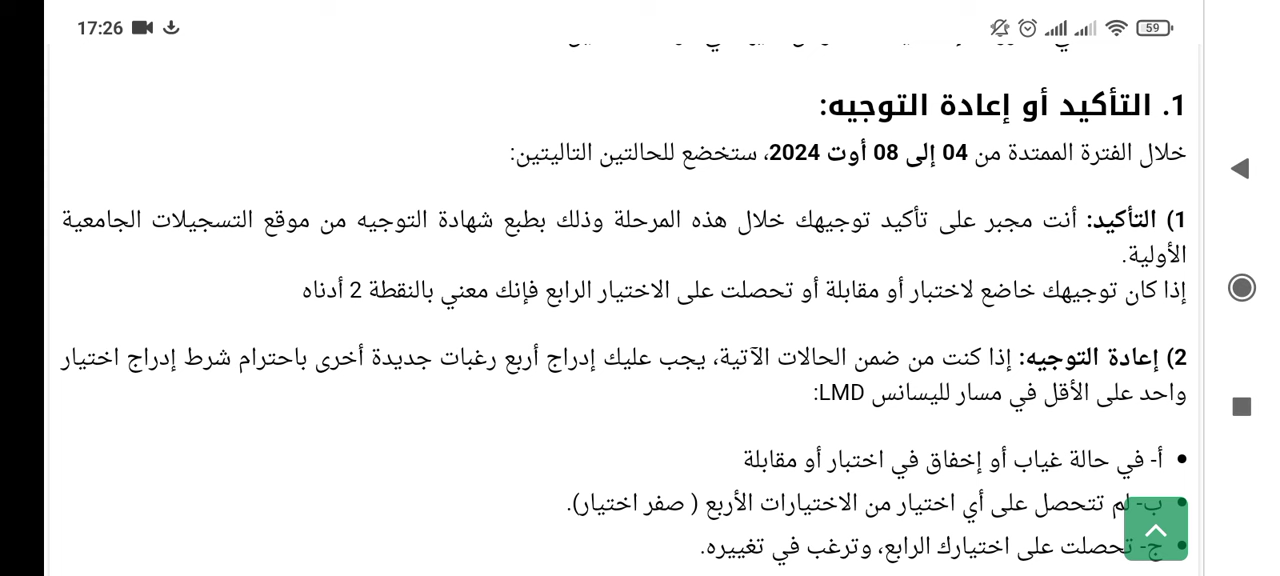 17:26
59
1. التأكيد أو إعادة التوجيه:
خلال الفترة الممتدة من 04 إلى 08 أوت 2024، ستخضع للحالتين التاليتين:
1) التأكيد: أنت مجبر على تأكيد توجيهك خلال هذه المرحلة وذلك بطبع شهادة التوجيه من موقع التسجيلات الجامعية
الأولية.
إذا كان توجيهك خاضع لاختبار أو مقابلة أو تحصلت على الاختيار الرابع فإنك معني بالنقطة 2 أدناه
2) إعادة التوجيه: إذا كنت من ضمن الحالات الآتية، يجب عليك إدراج أربع رغبات جديدة أخرى باحترام شرط إدراج اختيار
واحد على الأقل في مسار لليسانس LMD:
• أ- في حالة غياب أو إخفاق في اختبار أو مقابلة
• ب- لم تتحصل على أي اختيار من الاختيارات الأربع ( صفر اختيار).
• ج- تحصلت على اختيارك الرابع، وترغب في تغييره.